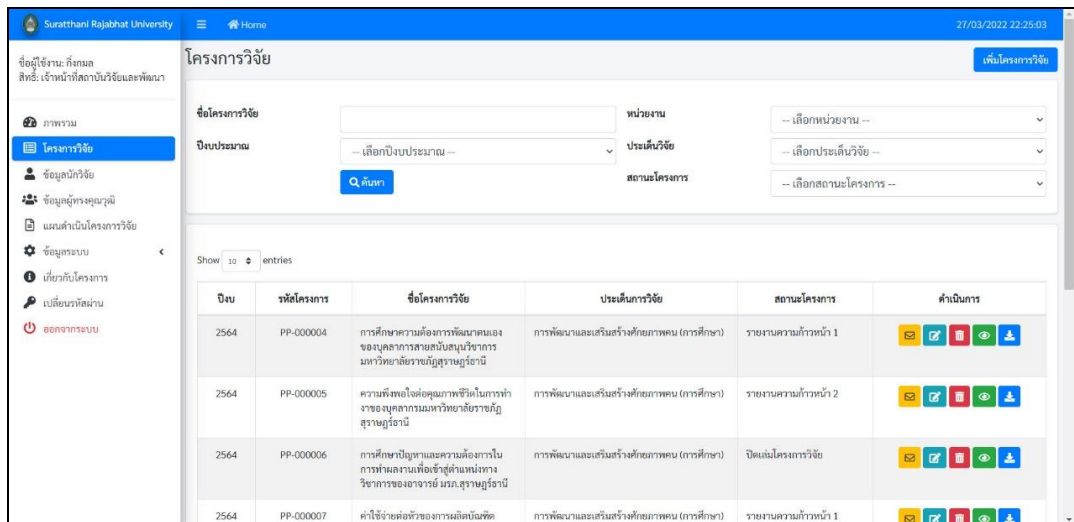 Suratthani Rajabhat University
Home
27/03/2022 22:25:03
ชื่อผู้ใช้งาน: กิ่งกมล
สิทธิ์: เจ้าหน้าที่สถาบันวิจัยและพัฒนา
ภาพรวม
โครงการวิจัย
ข้อมูลนักวิจัย
ข้อมูลผู้ทรงคุณวุฒิ
แผนดำเนินโครงการวิจัย
ข้อมูลระบบ
เกี่ยวกับโครงการ
เปลี่ยนรหัสผ่าน
ออกจากระบบ
โครงการวิจัย
เพิ่มโครงการวิจัย
ชื่อโครงการวิจัย
หน่วยงาน
-- เลือกหน่วยงาน --
ปีงบประมาณ
-- เลือกปีงบประมาณ --
ประเด็นวิจัย
-- เลือกประเด็นวิจัย --
ค้นหา
สถานะโครงการ
-- เลือกสถานะโครงการ --
Show 10 entries
ปีงบ รหัสโครงการ ชื่อโครงการวิจัย ประเด็นการวิจัย สถานะโครงการ ดำเนินการ
2564 PP-000004 การศึกษาความต้องการพัฒนาตนเอง การพัฒนาและเสริมสร้างศักยภาพคน (การศึกษา) รายงานความก้าวหน้า 1
ของบุคลากรสายสนับสนุนวิชาการ
มหาวิทยาลัยราชภัฏสุราษฎร์ธานี
2564 PP-000005 ความพึงพอใจต่อคุณภาพชีวิตในการทำ การพัฒนาและเสริมสร้างศักยภาพคน (การศึกษา) รายงานความก้าวหน้า 2
งาของบุคลากรมมหาวิทยาลัยราชภัฏ
สุราษฎร์ธานี
2564 PP-000006 การศึกษาปัญหาและความต้องการใน การพัฒนาและเสริมสร้างศักยภาพคน (การศึกษา) ปิดเล่มโครงการวิจัย
การทำผลงานเพื่อเข้าสู่ตำแหน่งทาง
วิชาการของอาจารย์ มรภ.สุราษฎร์ธานี
2564 PP-000007 ค่าใช้จ่ายต่อหัวของการผลิตบัณฑิต การพัฒนาและเสริมสร้างศักยภาพคน (การศึกษา) รายงานความก้าวหน้า 1